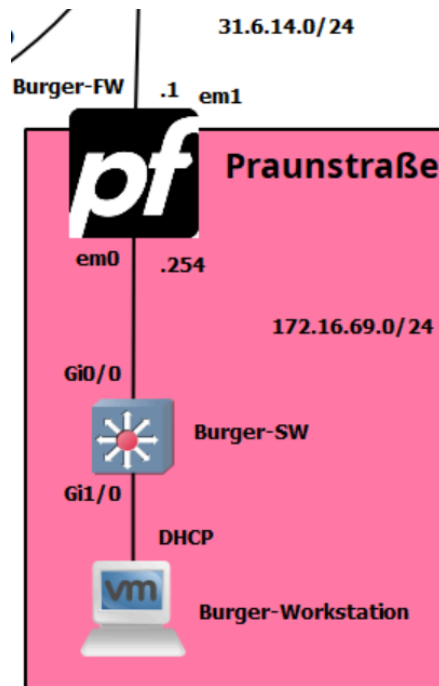 31.6.14.0/24
Burger-FW
.1 em1
pf
Praunstraße
em0 .254
172.16.69.0/24
Gi0/0
Burger-SW
Gi1/0
DHCP
vm
Burger-Workstation